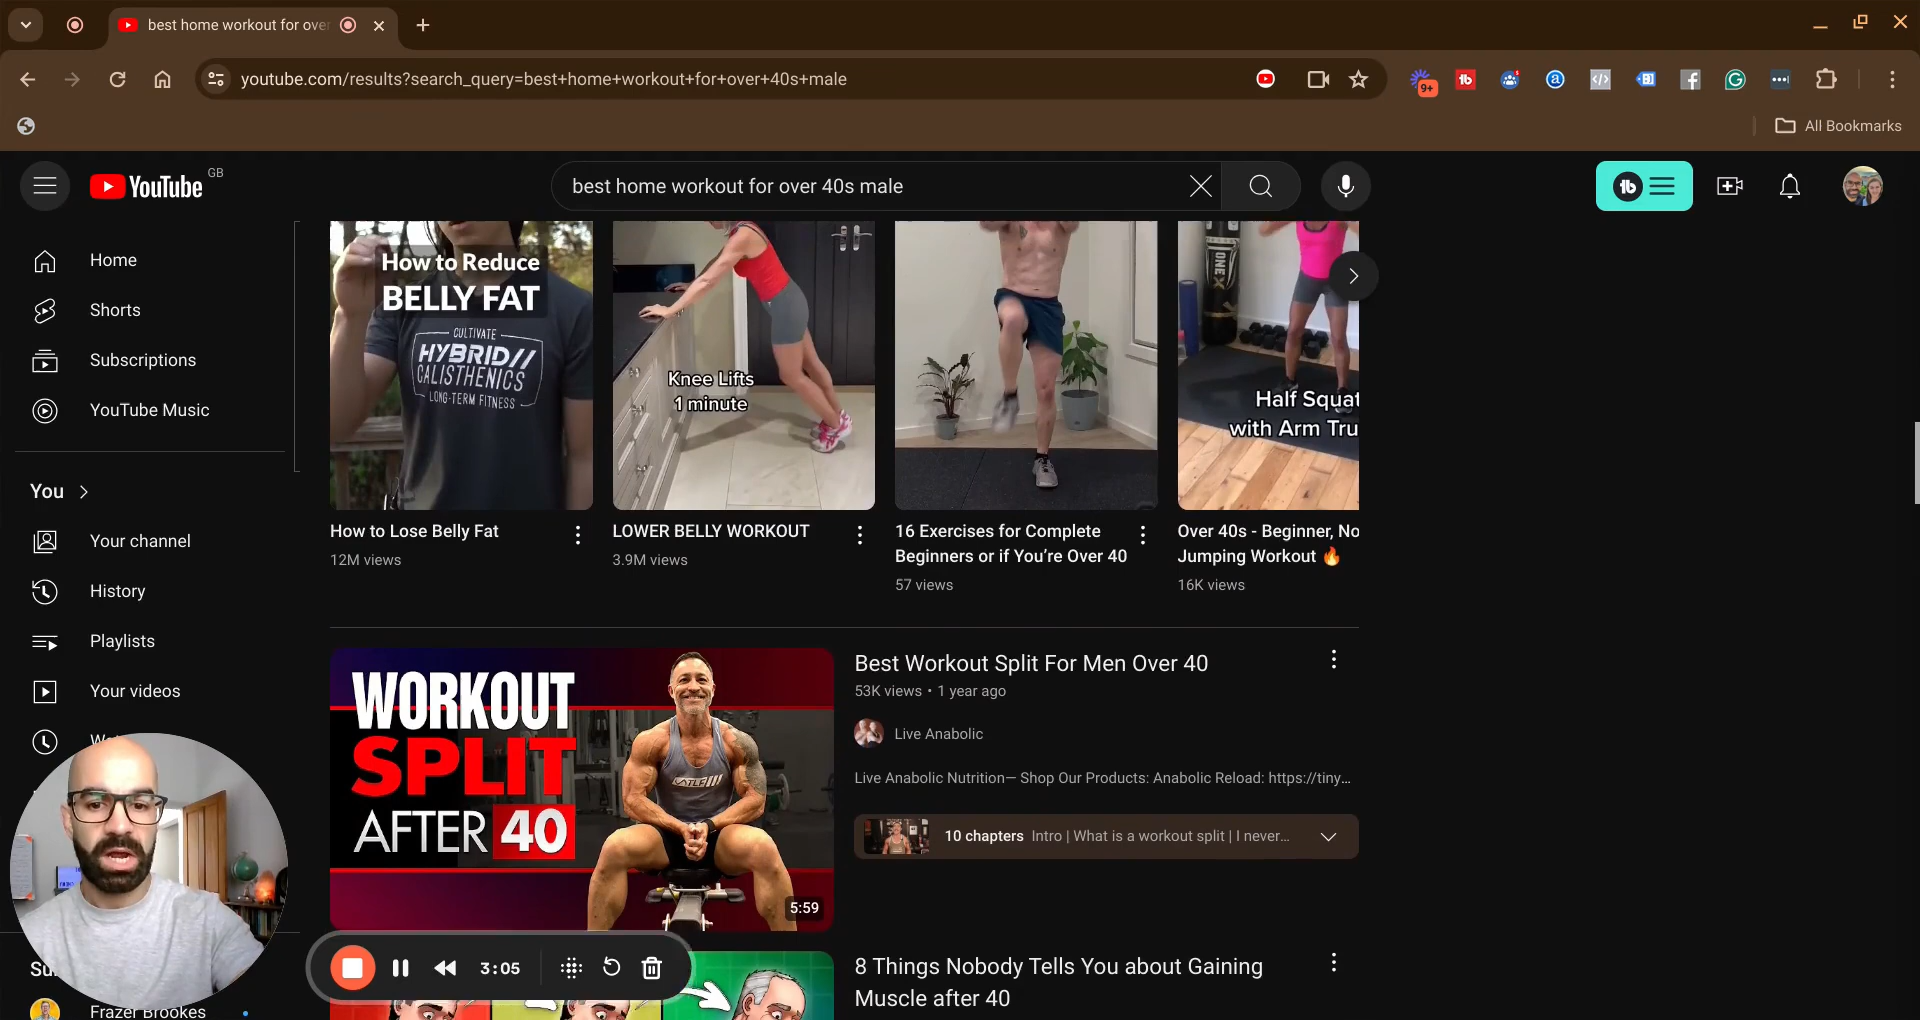 best home workout for over
youtube.com/results?search_query=best+home+workout+for+over+40s+male
9+
All Bookmarks
YouTube
GB
best home workout for over 40s male
Home
Shorts
Subscriptions
YouTube Music
You
Your channel
History
Playlists
Your videos
Su
Frazer Brookes
How to Reduce
BELLY FAT
CULTIVATE
HYBRID//
CALISTHENICS
LONG-TERM FITNESS
Knee Lifts
1 minute
ONE X
Half Squat
with Arm Tru
How to Lose Belly Fat
12M views
LOWER BELLY WORKOUT
3.9M views
16 Exercises for Complete
Beginners or if You’re Over 40
57 views
Over 40s - Beginner, No
Jumping Workout 🔥
16K views
WORKOUT
SPLIT
AFTER 40
5:59
Best Workout Split For Men Over 40
53K views • 1 year ago
Live Anabolic
Live Anabolic Nutrition— Shop Our Products: Anabolic Reload: https://tiny...
10 chapters Intro | What is a workout split | I never...
3:05
8 Things Nobody Tells You about Gaining
Muscle after 40